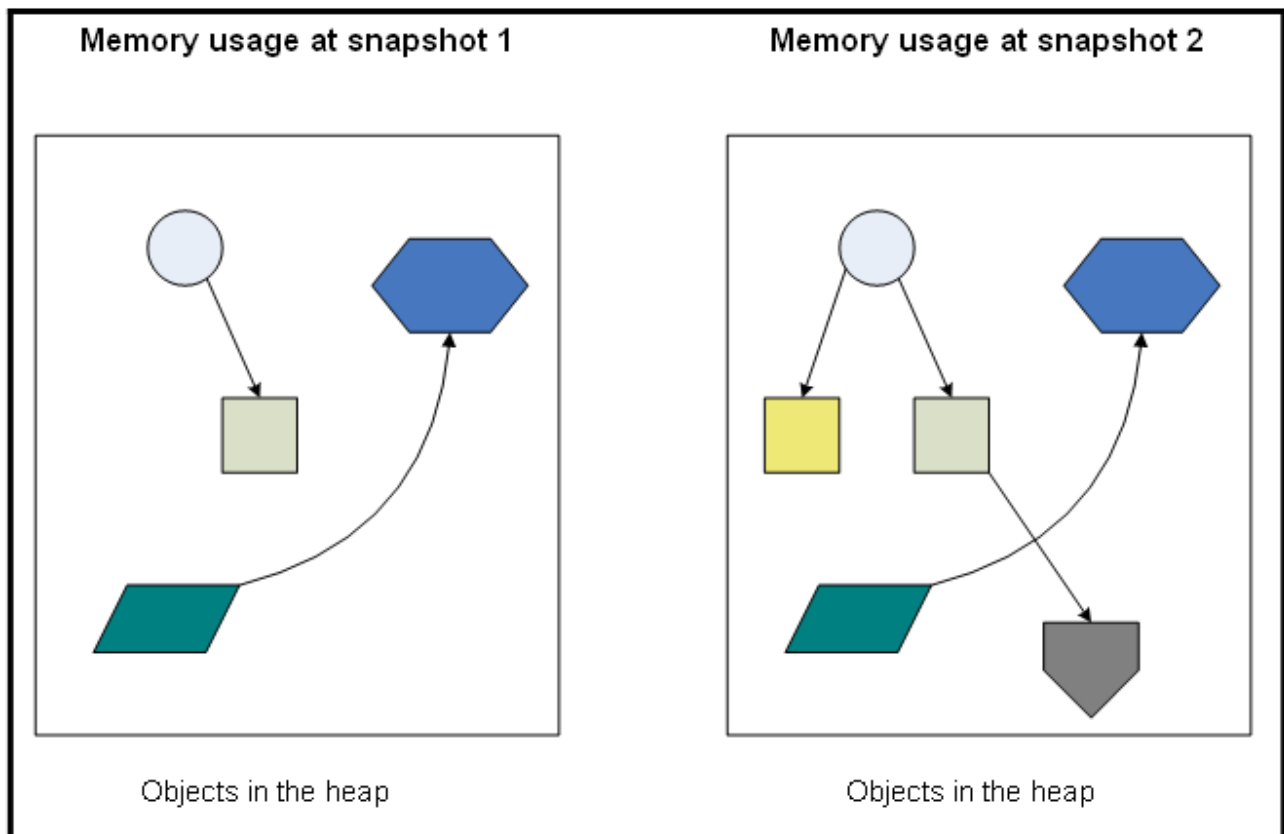 Memory usage at snapshot 1
Memory usage at snapshot 2
Objects in the heap
Objects in the heap